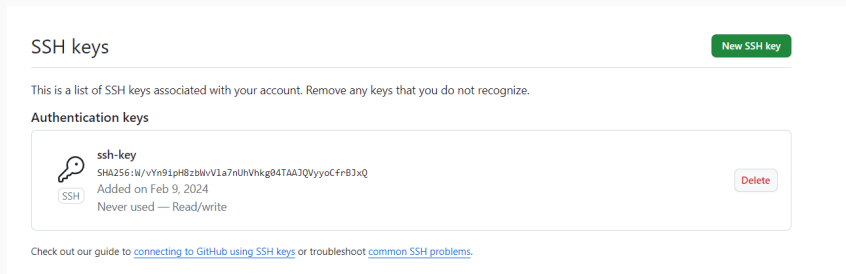 SSH keys
New SSH key
This is a list of SSH keys associated with your account. Remove any keys that you do not recognize.
Authentication keys
ssh-key
SHA256:W/vYn9ipH8zbWvVla7nUhVhkg04TAAJQVyyoCfrBJxQ
Added on Feb 9, 2024
Never used — Read/write
SSH
Delete
Check out our guide to connecting to GitHub using SSH keys or troubleshoot common SSH problems.